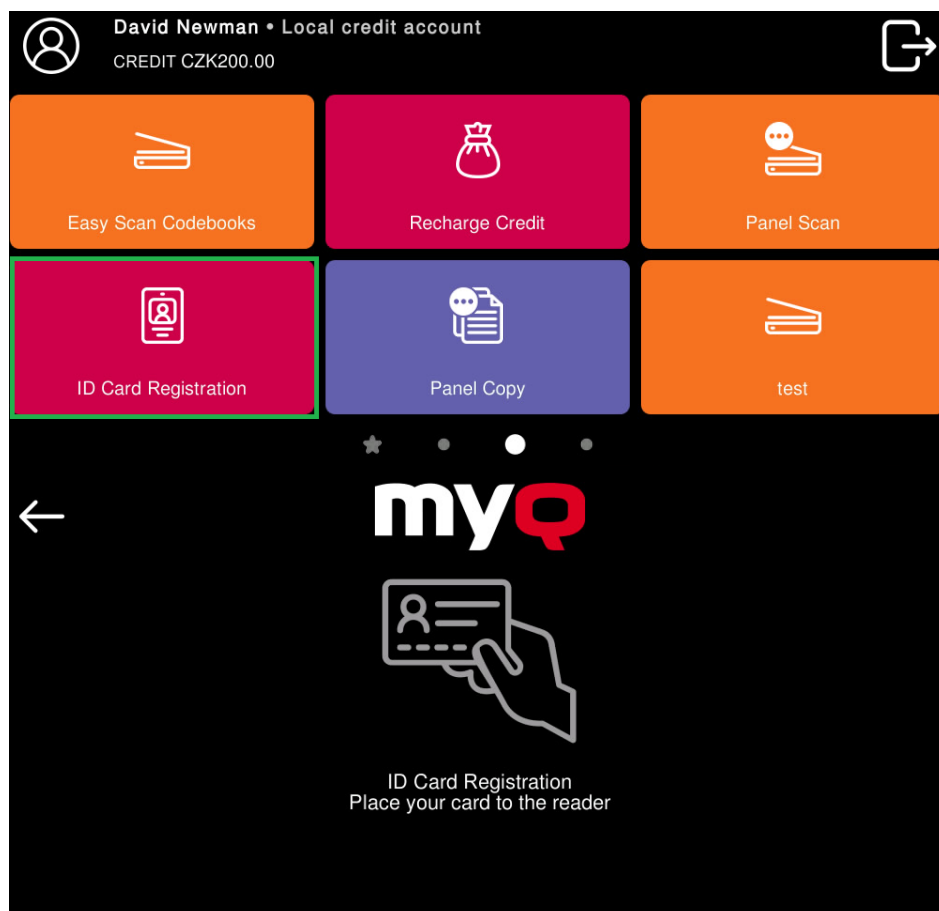 David Newman • Local credit account
CREDIT CZK200.00
Easy Scan Codebooks
Recharge Credit
Panel Scan
ID Card Registration
Panel Copy
test
myQ
ID Card Registration
Place your card to the reader